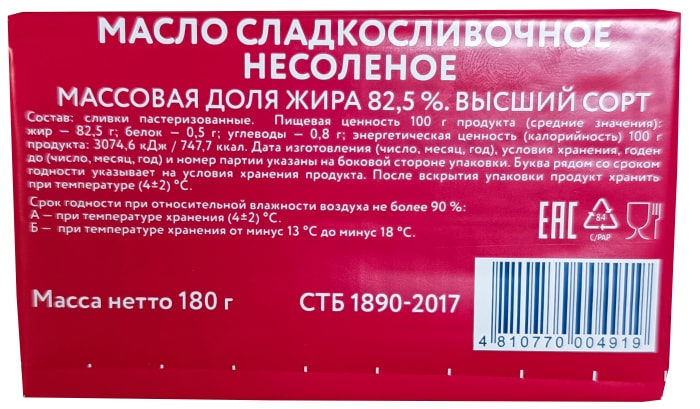 МАСЛО СЛАДКОСЛИВОЧНОЕ
НЕСОЛЕНОЕ
МАССОВАЯ ДОЛЯ ЖИРА 82,5 %. ВЫСШИЙ СОРТ
Состав: сливки пастеризованные. Пищевая ценность 100 г продукта (средние значения):
жир – 82,5 г; белок – 0,5 г; углеводы – 0,8 г; энергетическая ценность (калорийность) 100 г
продукта: 3074,6 кДж / 747,7 ккал. Дата изготовления (число, месяц, год), условия хранения, годен
до (число, месяц, год) и номер партии указаны на боковой стороне упаковки. Буква рядом со сроком
годности указывает на условия хранения продукта. После вскрытия упаковки продукт хранить
при температуре (4±2) °С.
Срок годности при относительной влажности воздуха не более 90 %:
А – при температуре хранения (4±2) °С;
Б – при температуре хранения от минус 13 °С до минус 18 °С.
ЕАС
84
C/PAP
Масса нетто 180 г
СТБ 1890-2017
4 810770 004919